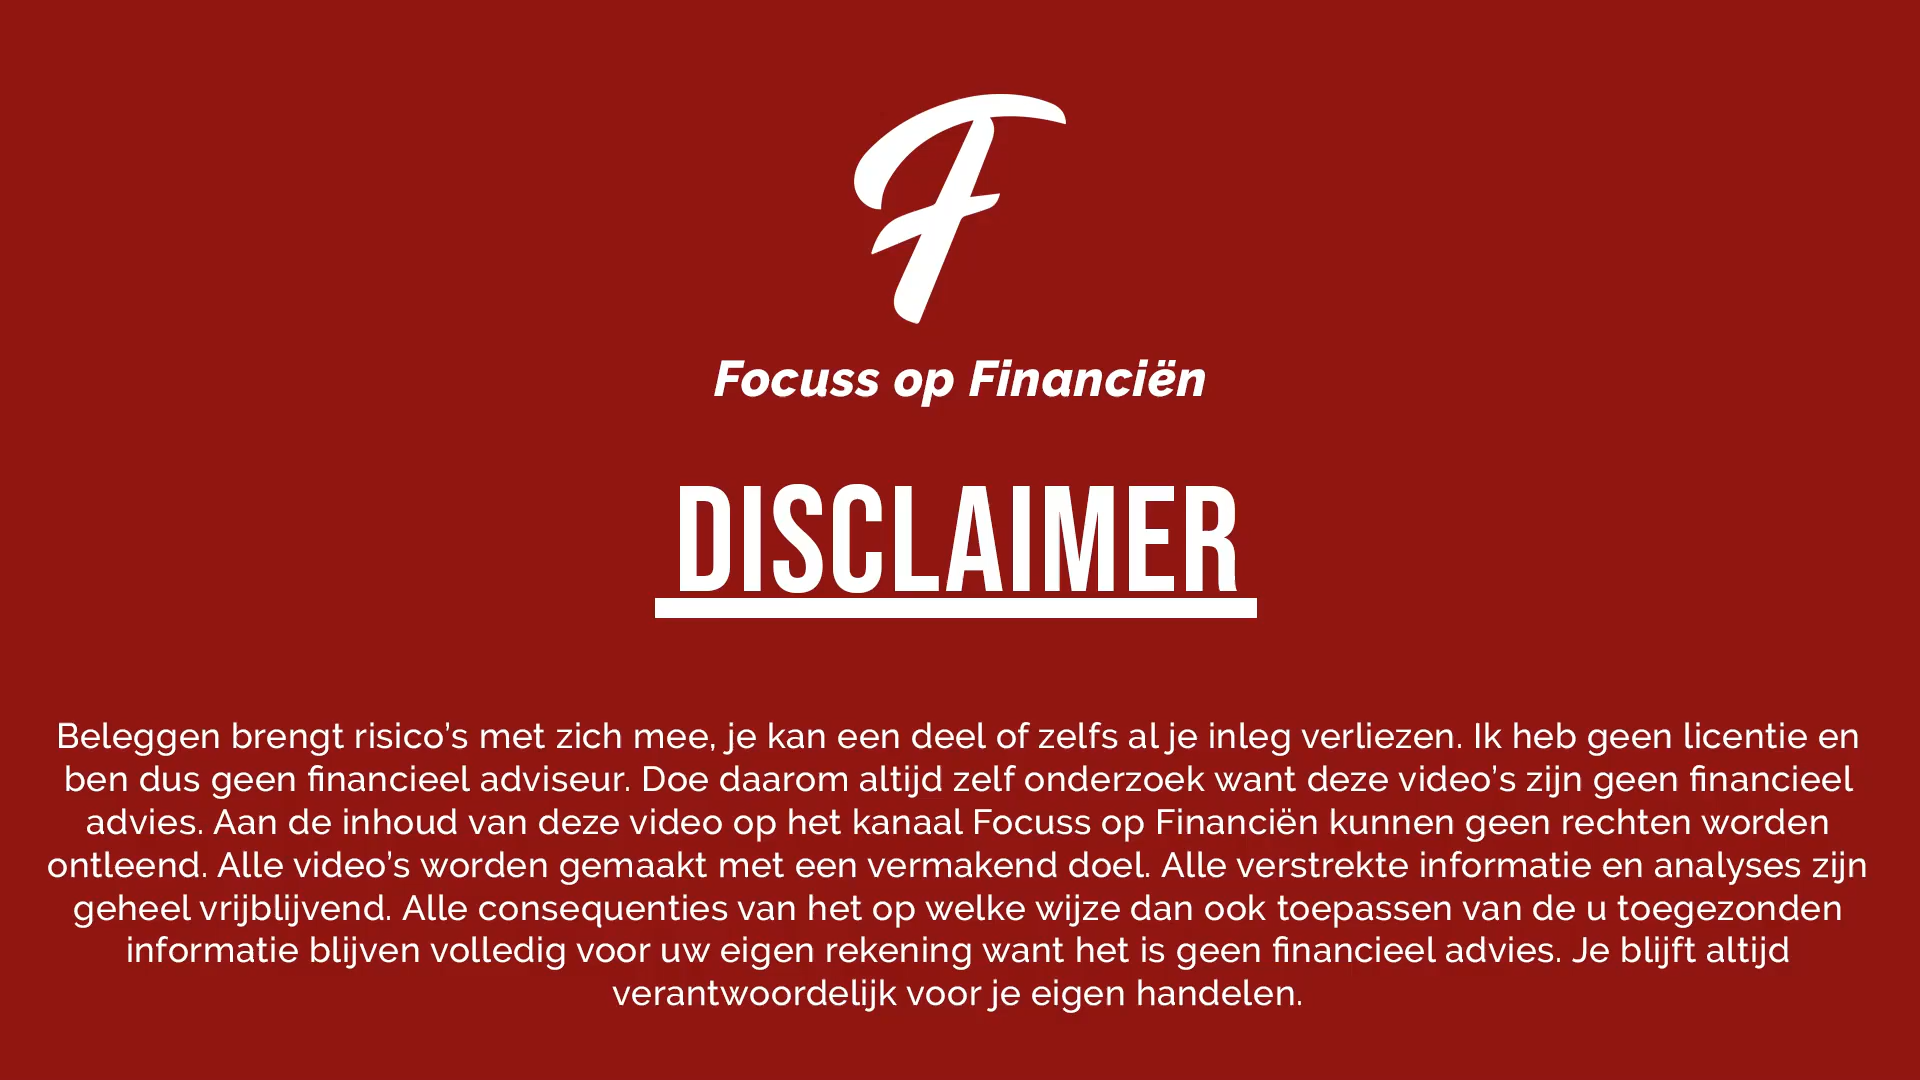 F
Focuss op Financiën
DISCLAIMER
Beleggen brengt risico’s met zich mee, je kan een deel of zelfs al je inleg verliezen. Ik heb geen licentie en
ben dus geen financieel adviseur. Doe daarom altijd zelf onderzoek want deze video’s zijn geen financieel
advies. Aan de inhoud van deze video op het kanaal Focuss op Financiën kunnen geen rechten worden
ontleend. Alle video’s worden gemaakt met een vermakend doel. Alle verstrekte informatie en analyses zijn
geheel vrijblijvend. Alle consequenties van het op welke wijze dan ook toepassen van de u toegezonden
informatie blijven volledig voor uw eigen rekening want het is geen financieel advies. Je blijft altijd
verantwoordelijk voor je eigen handelen.